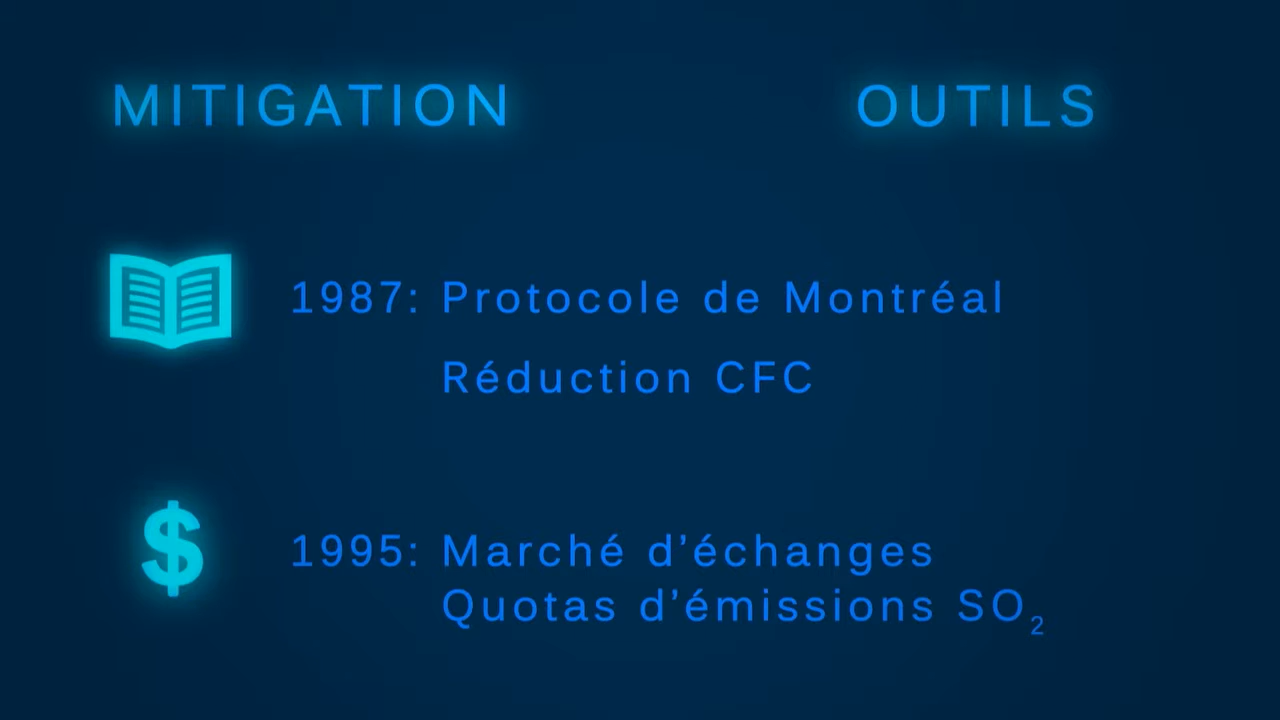 MITIGATION OUTILS
1987: Protocole de Montréal
Réduction CFC
$
1995: Marché d’échanges
Quotas d’émissions SO₂